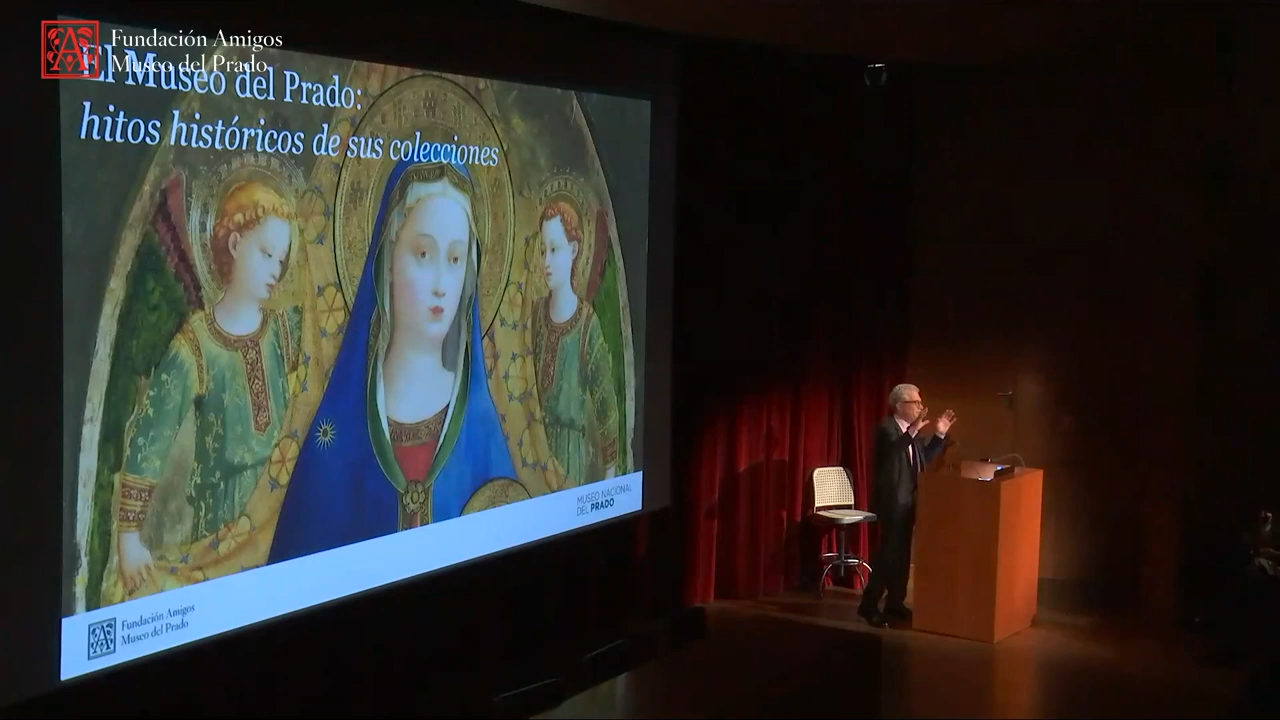 Fundación Amigos
Museo del Prado
El Museo del Prado:
hitos históricos de sus colecciones
MUSEO NACIONAL
DEL PRADO
Fundación Amigos
Museo del Prado